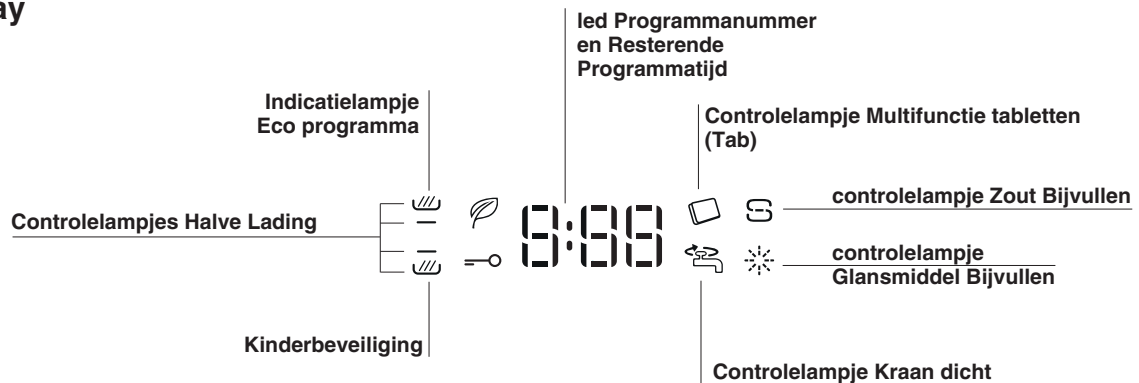 ay
led Programmanummer
en Resterende
Programmatijd
Indicatielampje
Eco programma
Controlelampje Multifunctie tabletten
(Tab)
controlelampje Zout Bijvullen
Controlelampjes Halve Lading
8:88
controlelampje
Glansmiddel Bijvullen
Kinderbeveiliging
Controlelampje Kraan dicht